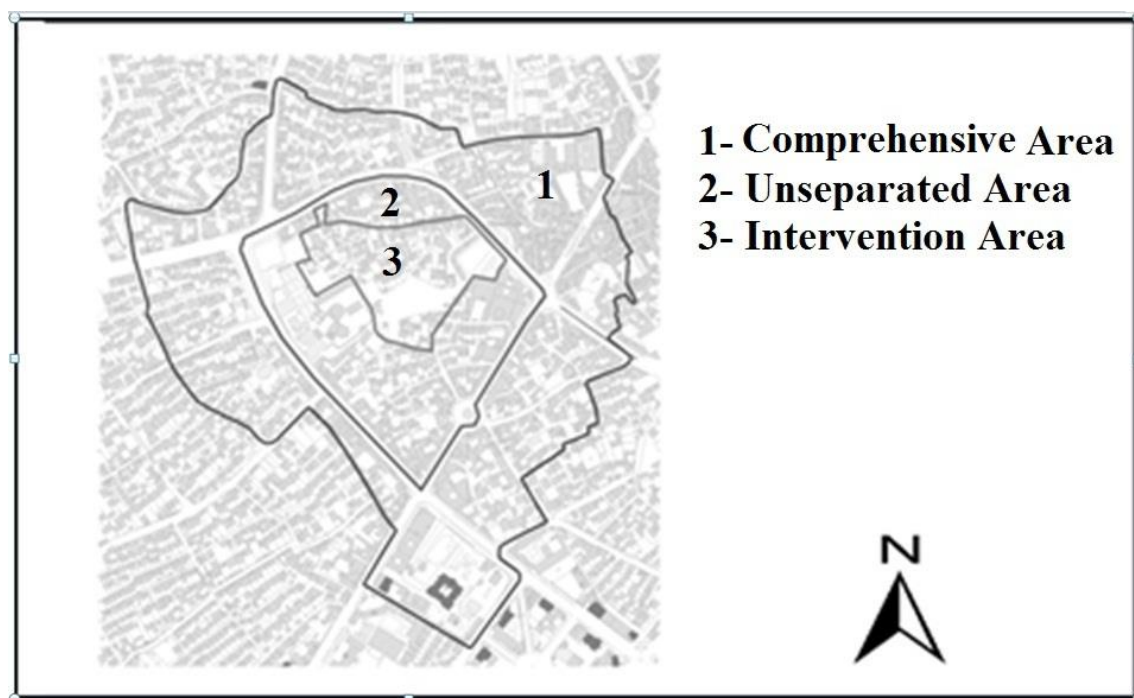 1
2
3
1- Comprehensive Area
2- Unseparated Area
3- Intervention Area
N